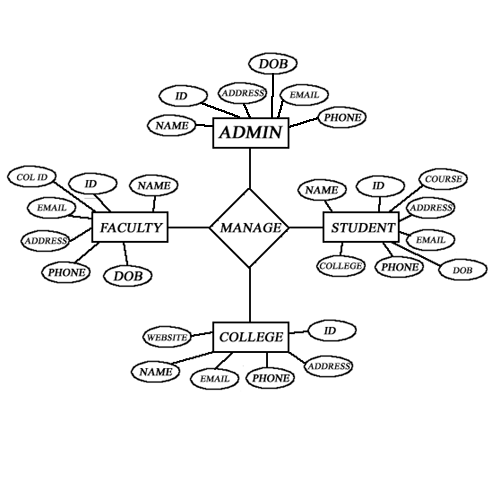 DOB
ID
ADDRESS
EMAIL
NAME
PHONE
ADMIN
COL ID
ID
NAME
EMAIL
FACULTY
ADDRESS
PHONE
DOB
MANAGE
NAME
ID
COURSE
ADDRESS
STUDENT
EMAIL
COLLEGE
PHONE
DOB
WEBSITE
COLLEGE
ID
NAME
EMAIL
PHONE
ADDRESS